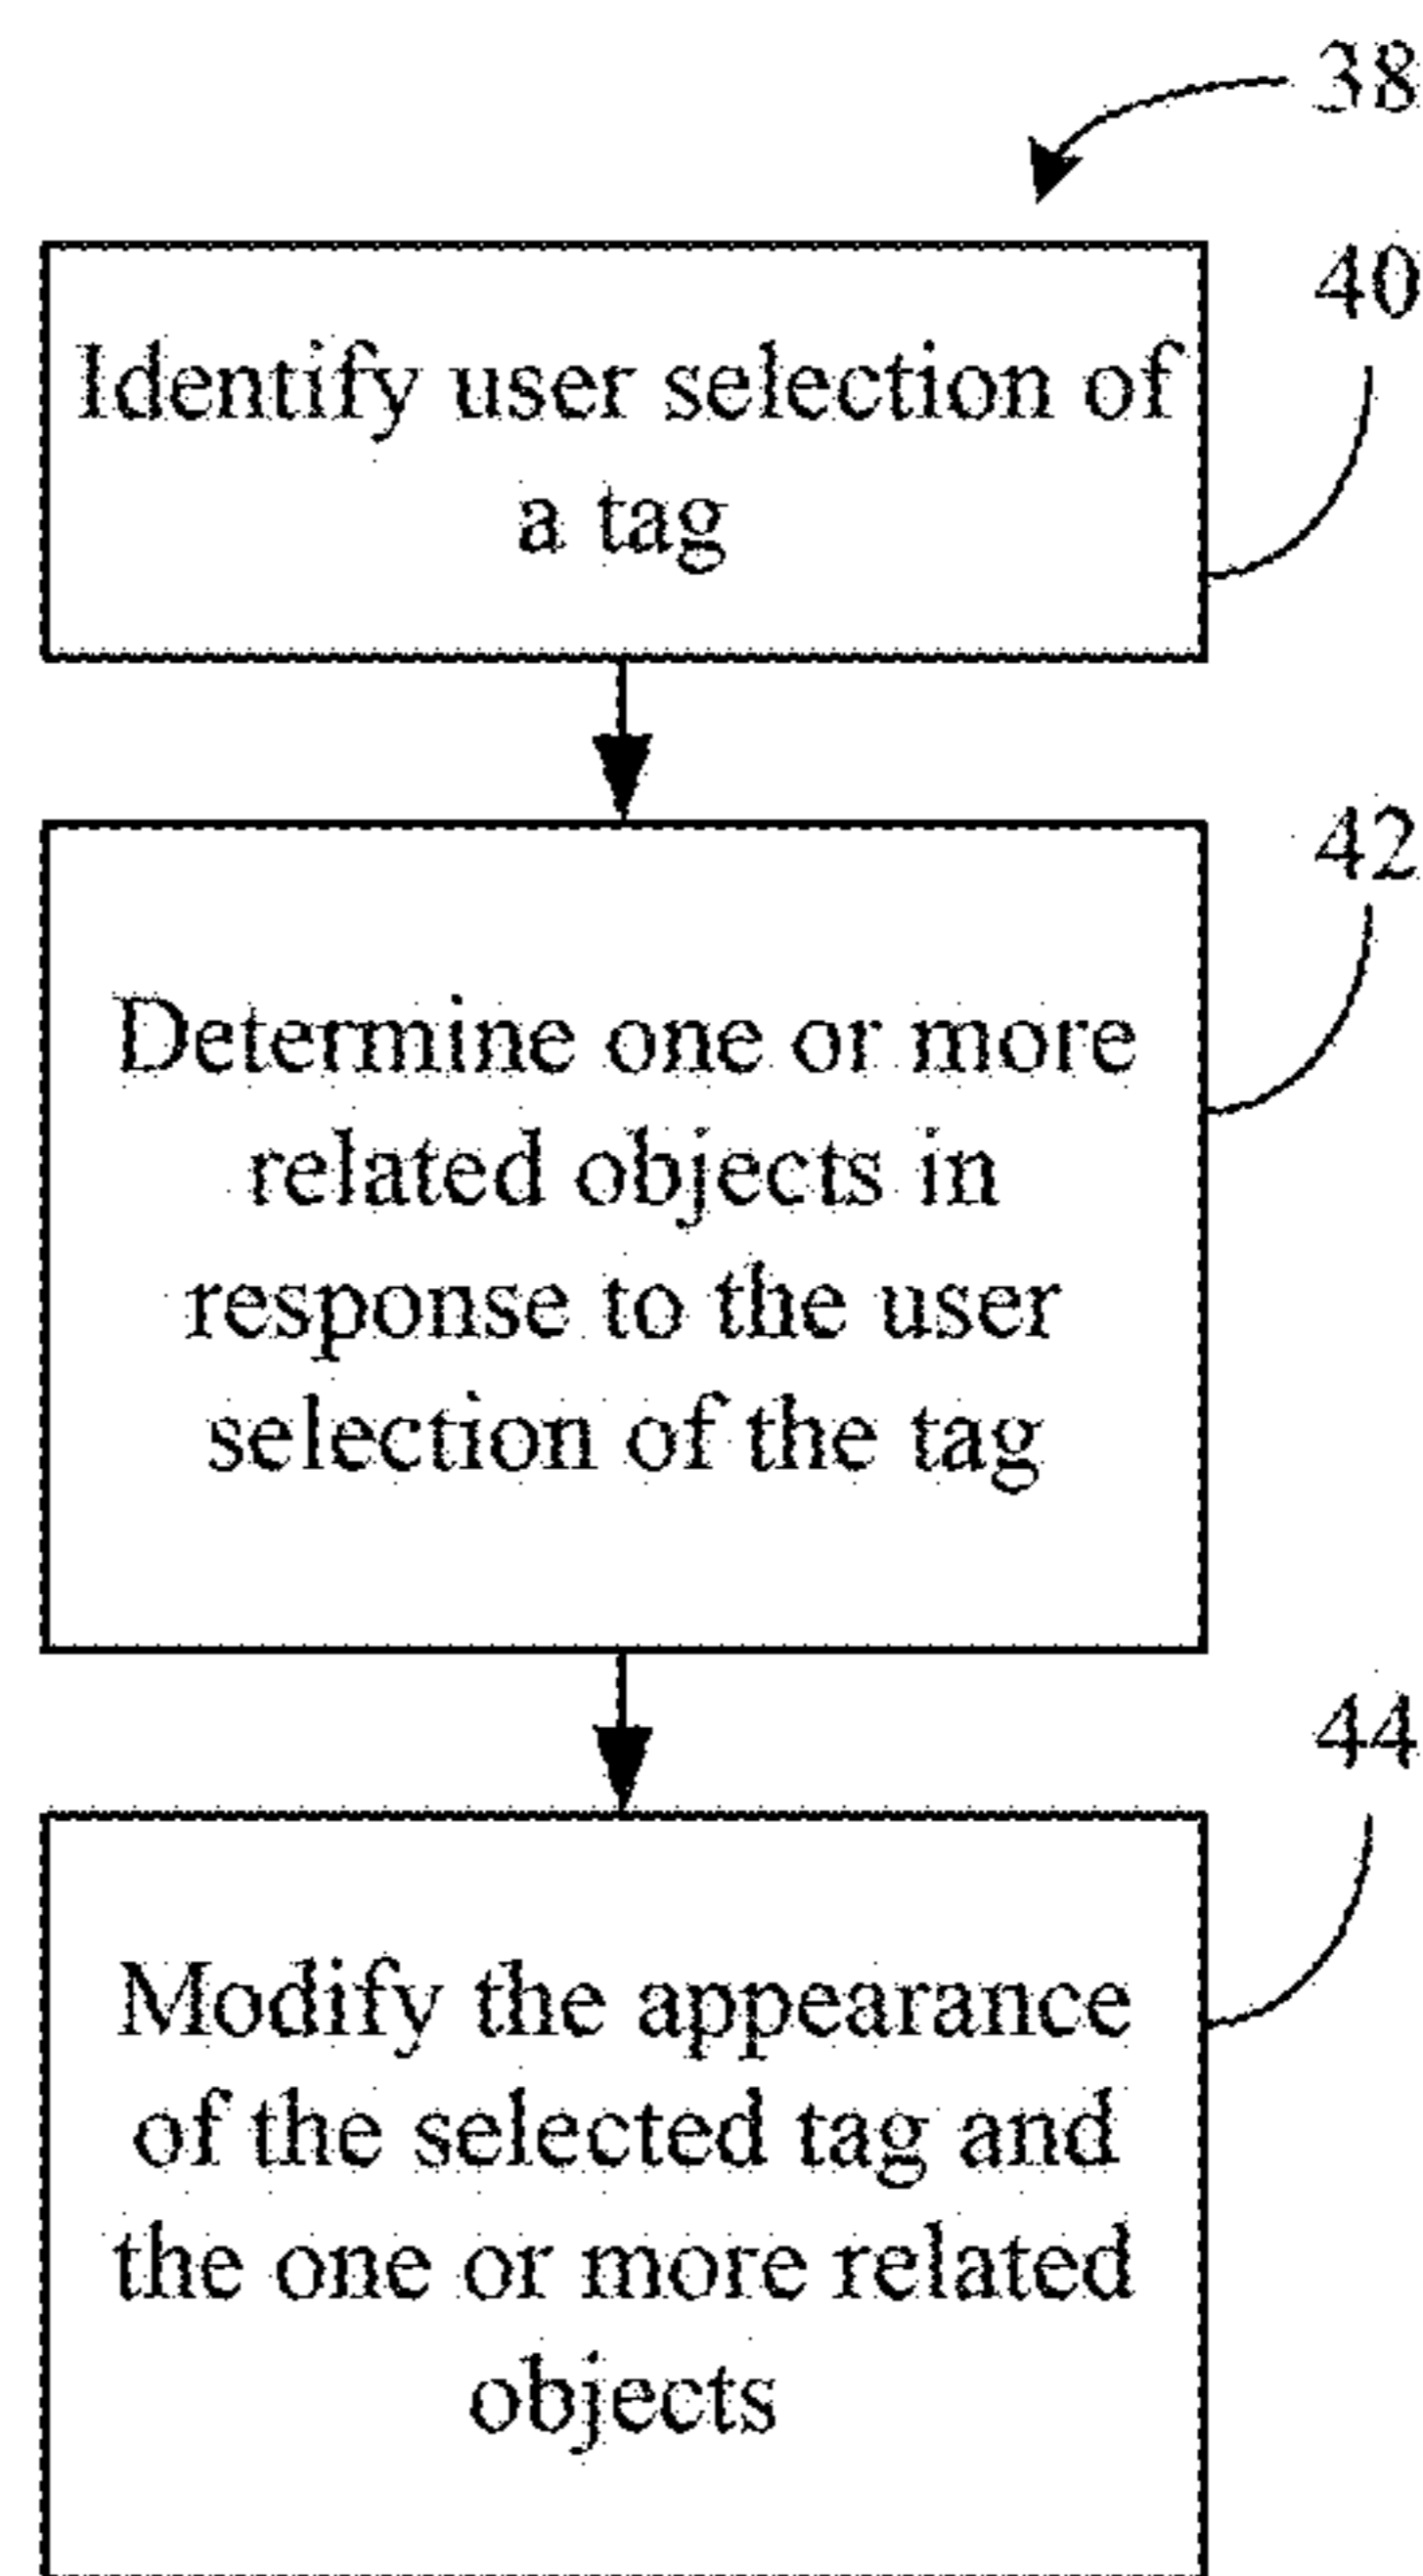 38
40
Identify user selection of
a tag
42
Determine one or more
related objects in
response to the user
selection of the tag
44
Modify the appearance
of the selected tag and
the one or more related
objects